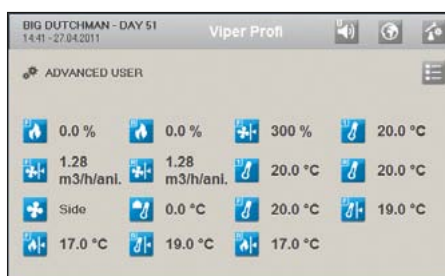 BIG DUTCHMAN - DAY 51
14.41 - 27.04.2011
Viper Profi
ADVANCED USER
0.0 %
0.0 %
300 %
20.0 °C
1.28
m3/h/ani.
1.28
m3/h/ani.
20.0 °C
20.0 °C
Side
0.0 °C
20.0 °C
19.0 °C
17.0 °C
19.0 °C
17.0 °C